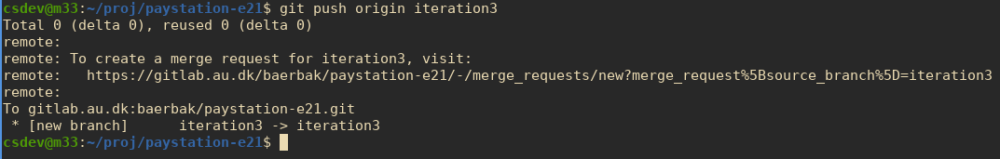 csdev@m33:~/proj/paystation-e21$ git push origin iteration3
Total 0 (delta 0), reused 0 (delta 0)
remote:
remote: To create a merge request for iteration3, visit:
remote:   https://gitlab.au.dk/baerbak/paystation-e21/-/merge_requests/new?merge_request%5Bsource_branch%5D=iteration3
remote:
To gitlab.au.dk:baerbak/paystation-e21.git
 * [new branch]      iteration3 -> iteration3
csdev@m33:~/proj/paystation-e21$